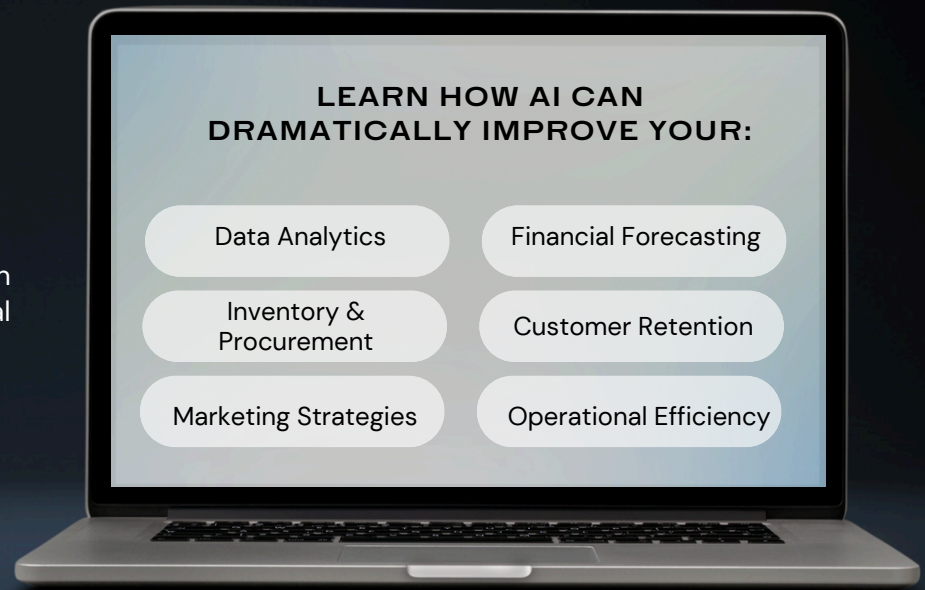 LEARN HOW AI CAN
DRAMATICALLY IMPROVE YOUR:
Data Analytics
Financial Forecasting
Inventory &
Procurement
Customer Retention
Marketing Strategies
Operational Efficiency